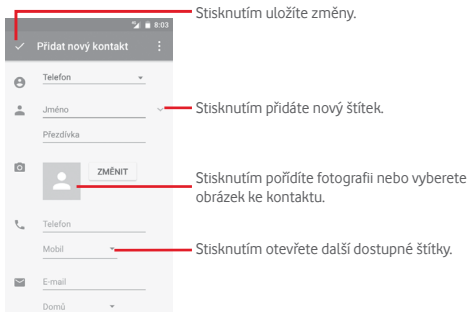 Stisknutím uložíte změny.
8:03
Přidat nový kontakt
Telefon
Jméno
Stisknutím přidáte nový štítek.
Přezdívka
ZMĚNIT
Stisknutím pořídíte fotografii nebo vyberete
obrázek ke kontaktu.
Telefon
Mobil
Stisknutím otevřete další dostupné štítky.
E-mail
Domů